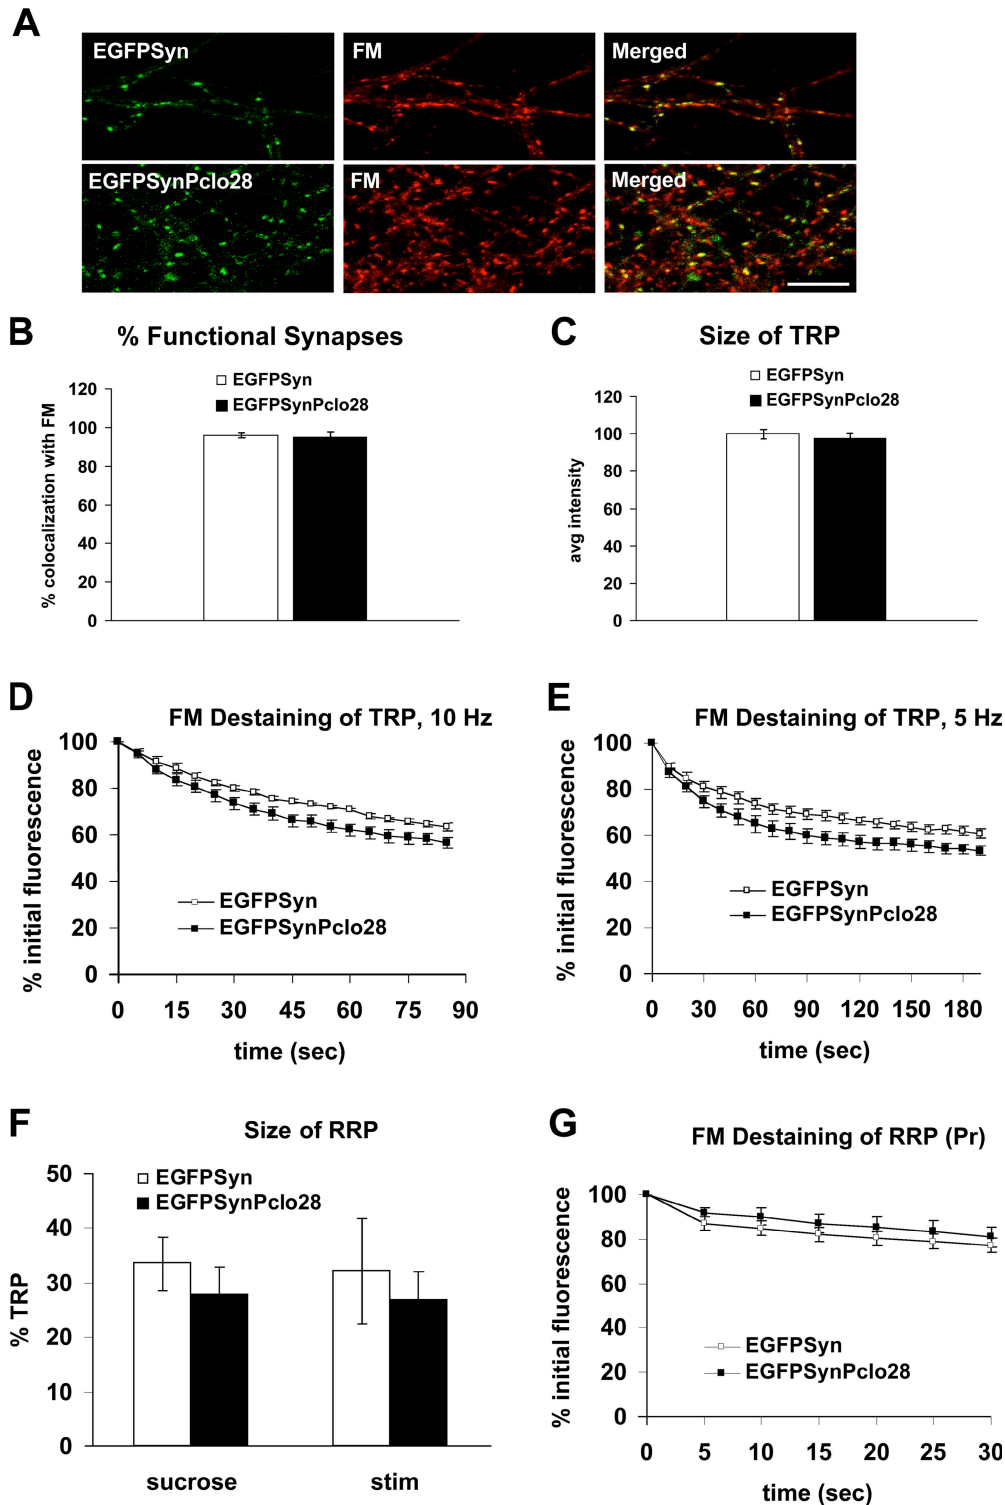 A
EGFPSyn
FM
Merged
EGFPSynPclo28
FM
Merged
B
% Functional Synapses
EGFPSyn
EGFPSynPclo28
% colocalization with FM
120
100
80
60
40
20
0
C
Size of TRP
EGFPSyn
EGFPSynPclo28
avg intensity
120
100
80
60
40
20
0
D
FM Destaining of TRP, 10 Hz
% initial fluorescence
100
80
60
40
20
0
EGFPSyn
EGFPSynPclo28
0 15 30 45 60 75 90
time (sec)
E
FM Destaining of TRP, 5 Hz
% initial fluorescence
100
80
60
40
20
0
EGFPSyn
EGFPSynPclo28
0 30 60 90 120 150 180
time (sec)
F
Size of RRP
EGFPSyn
EGFPSynPclo28
% TRP
50
40
30
20
10
0
sucrose stim
G
FM Destaining of RRP (Pr)
% initial fluorescence
100
80
60
40
20
0
EGFPSyn
EGFPSynPclo28
0 5 10 15 20 25 30
time (sec)